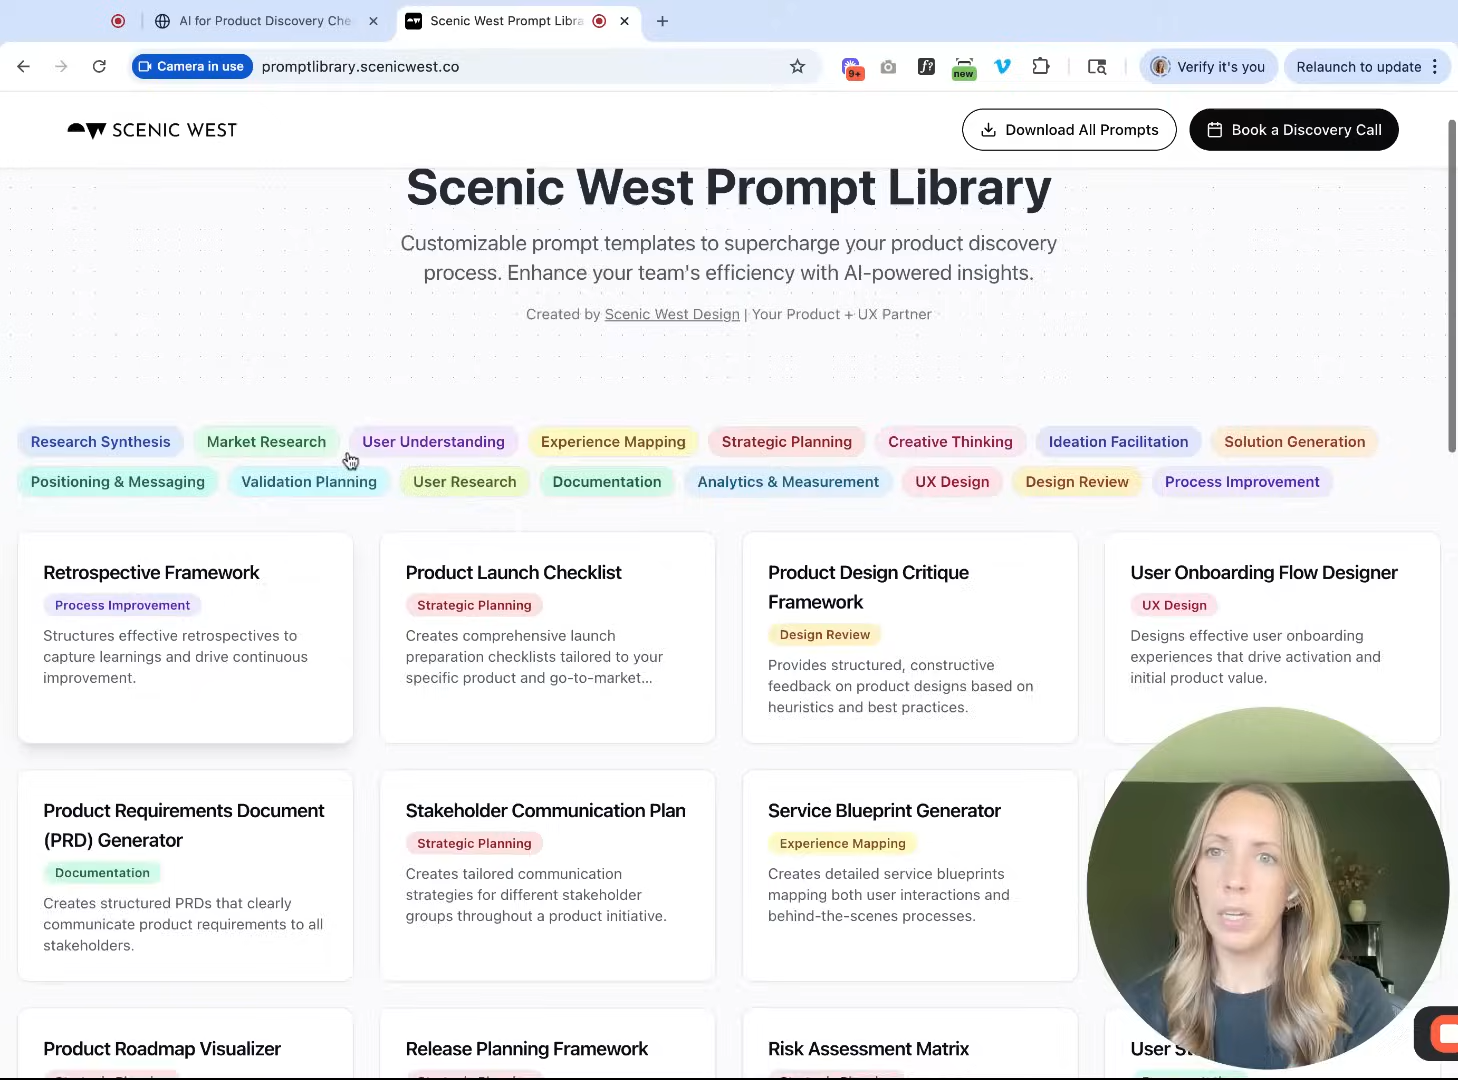 AI for Product Discovery Che
Scenic West Prompt Libra
Camera in use
promptlibrary.scenicwest.co
9+
f?
new
Verify it's you
Relaunch to update
SCENIC WEST
Download All Prompts
Book a Discovery Call
Scenic West Prompt Library
Customizable prompt templates to supercharge your product discovery
process. Enhance your team's efficiency with AI-powered insights.
Created by Scenic West Design | Your Product + UX Partner
Research Synthesis
Market Research
User Understanding
Experience Mapping
Strategic Planning
Creative Thinking
Ideation Facilitation
Solution Generation
Positioning & Messaging
Validation Planning
User Research
Documentation
Analytics & Measurement
UX Design
Design Review
Process Improvement
Retrospective Framework
Process Improvement
Structures effective retrospectives to
capture learnings and drive continuous
improvement.
Product Launch Checklist
Strategic Planning
Creates comprehensive launch
preparation checklists tailored to your
specific product and go-to-market...
Product Design Critique
Framework
Design Review
Provides structured, constructive
feedback on product designs based on
heuristics and best practices.
User Onboarding Flow Designer
UX Design
Designs effective user onboarding
experiences that drive activation and
initial product value.
Product Requirements Document
(PRD) Generator
Documentation
Creates structured PRDs that clearly
communicate product requirements to all
stakeholders.
Stakeholder Communication Plan
Strategic Planning
Creates tailored communication
strategies for different stakeholder
groups throughout a product initiative.
Service Blueprint Generator
Experience Mapping
Creates detailed service blueprints
mapping both user interactions and
behind-the-scenes processes.
Product Roadmap Visualizer
Release Planning Framework
Risk Assessment Matrix
User